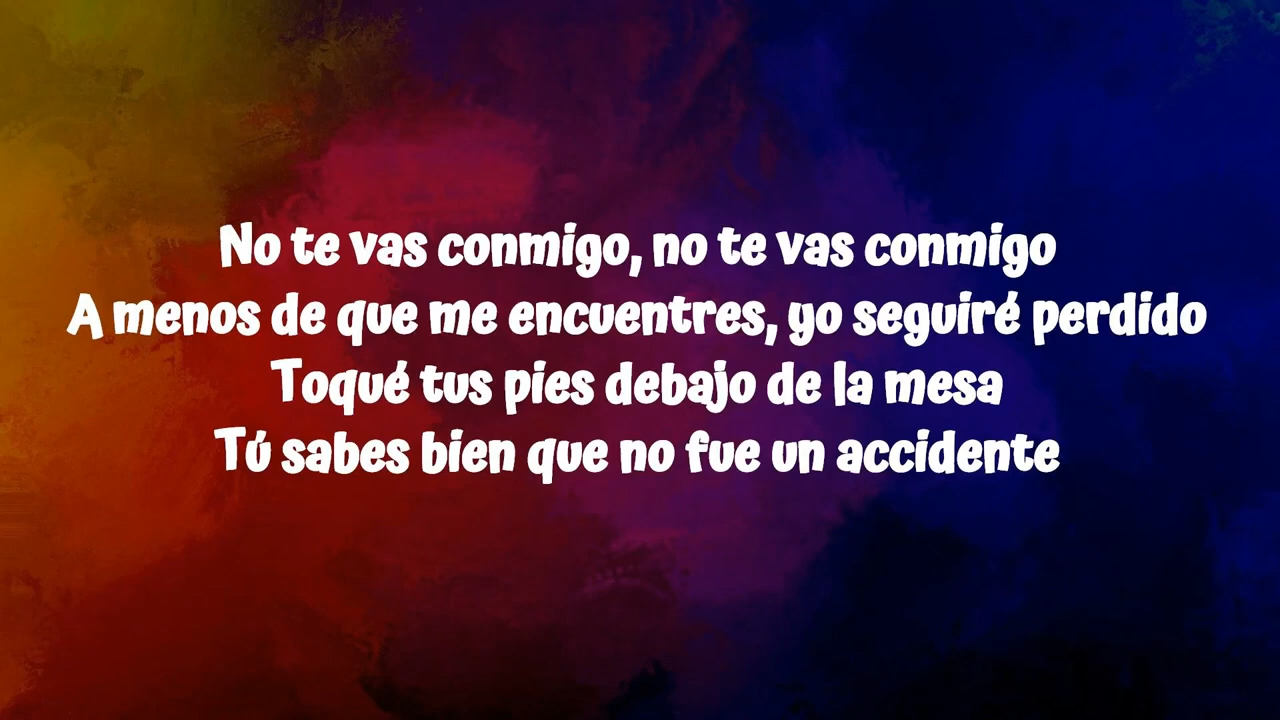 No te vas conmigo, no te vas conmigo
A menos de que me encuentres, yo seguiré perdido
Toqué tus pies debajo de la mesa
Tú sabes bien que no fue un accidente